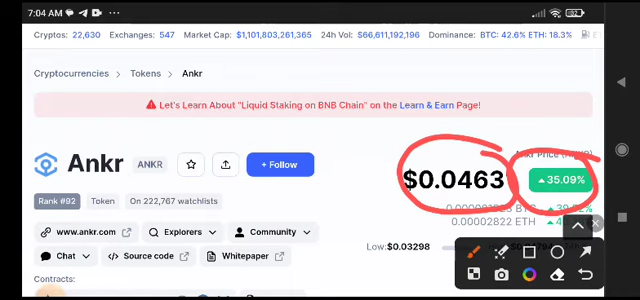 7:04 AM
Cryptos: 22,630 Exchanges: 547 Market Cap: $1,101,803,261,365 24h Vol: $66,611,192,196 Dominance: BTC: 42.6% ETH: 18.3%
Cryptocurrencies > Tokens > Ankr
Let's Learn About "Liquid Staking on BNB Chain" on the Learn & Earn Page!
Ankr Price
Ankr ANKR + Follow
$0.0463
35.09%
Rank #92 Token On 222,767 watchlists
BTC
0.00002822 ETH
www.ankr.com Explorers Community
Low:$0.03298
Chat Source code Whitepaper
Contracts: